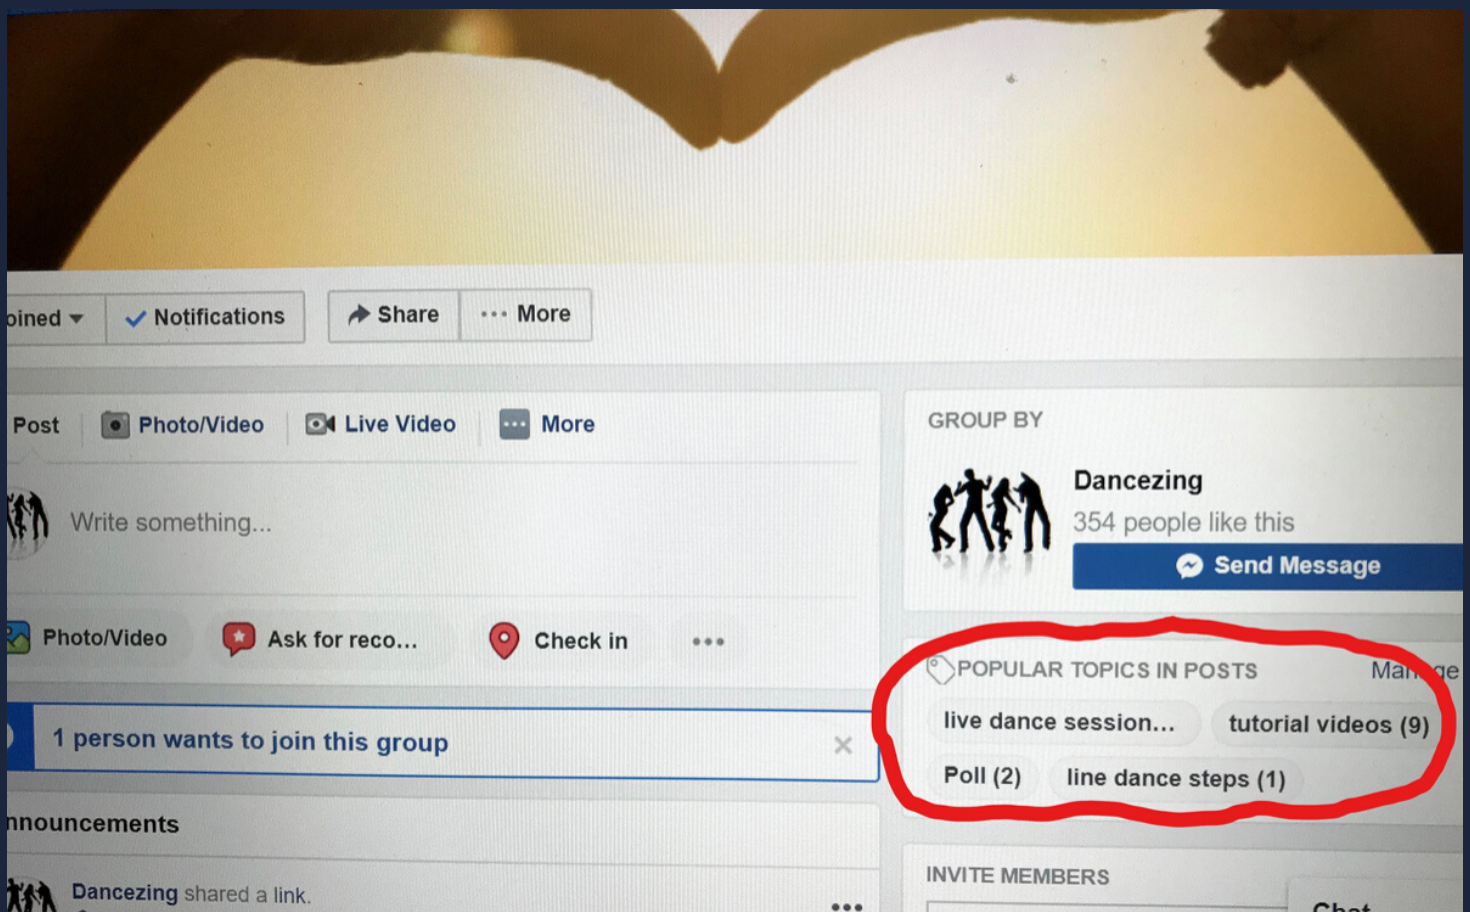 oined
Notifications
Share
... More
Post
Photo/Video
Live Video
More
Write something...
Photo/Video
Ask for reco...
Check in
1 person wants to join this group
nnouncements
Dancezing shared a link.
GROUP BY
Dancezing
354 people like this
Send Message
POPULAR TOPICS IN POSTS
Manage
live dance session...
tutorial videos (9)
Poll (2)
line dance steps (1)
INVITE MEMBERS
Chat